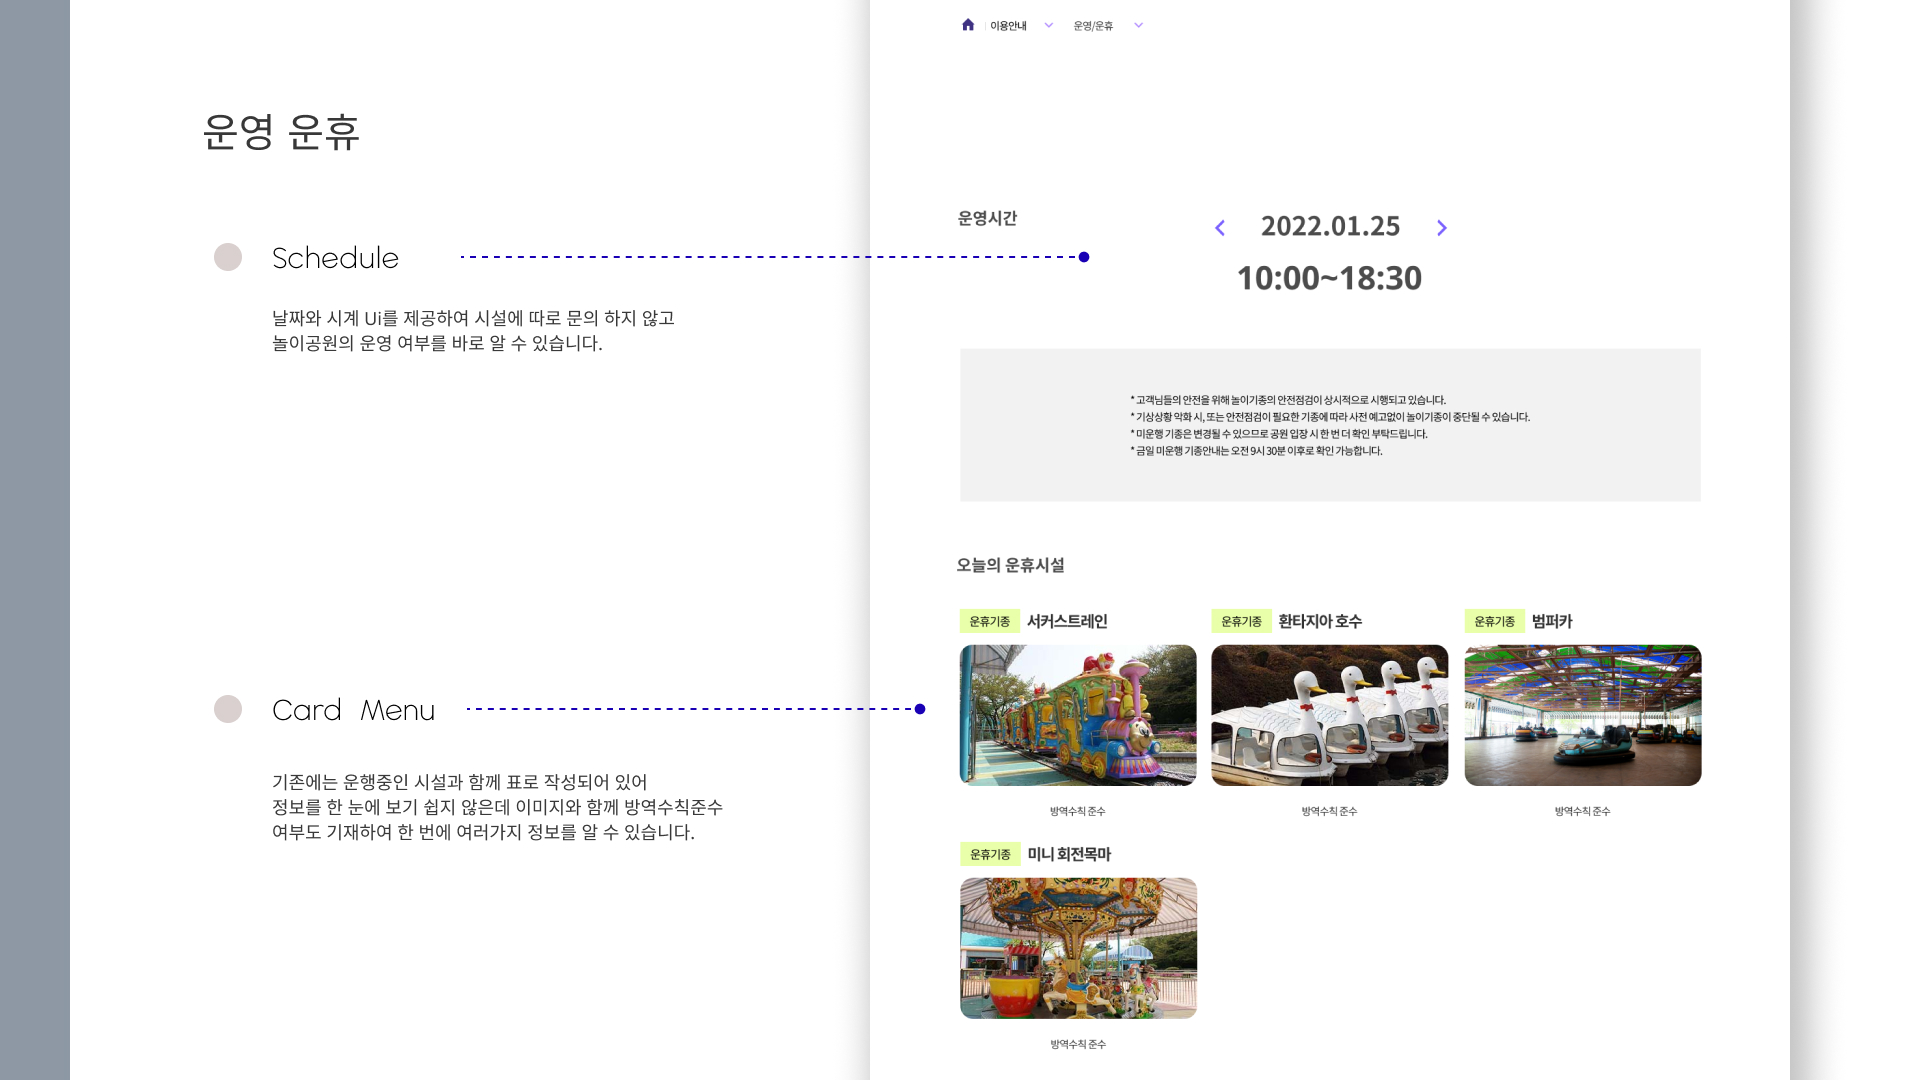 운영 운휴
Schedule
날짜와 시계 Ui를 제공하여 시설에 따로 문의 하지 않고
놀이공원의 운영 여부를 바로 알 수 있습니다.
Card Menu
기존에는 운행중인 시설과 함께 표로 작성되어 있어
정보를 한 눈에 보기 쉽지 않은데 이미지와 함께 방역수칙준수
여부도 기재하여 한 번에 여러가지 정보를 알 수 있습니다.
이용안내 운영/운휴
운영시간
2022.01.25
10:00~18:30
* 고객님들의 안전을 위해 놀이기종의 안전점검이 상시적으로 시행되고 있습니다.
* 기상상황 악화 시, 또는 안전점검이 필요한 기종에 따라 사전 예고없이 놀이기종이 중단될 수 있습니다.
* 미운행 기종은 변경될 수 있으므로 공원 입장 시 한 번 더 확인 부탁드립니다.
* 금일 미운행 기종안내는 오전 9시 30분 이후로 확인 가능합니다.
오늘의 운휴시설
운휴기종 서커스트레인
운휴기종 환타지아 호수
운휴기종 범퍼카
방역수칙 준수
방역수칙 준수
방역수칙 준수
운휴기종 미니 회전목마
방역수칙 준수